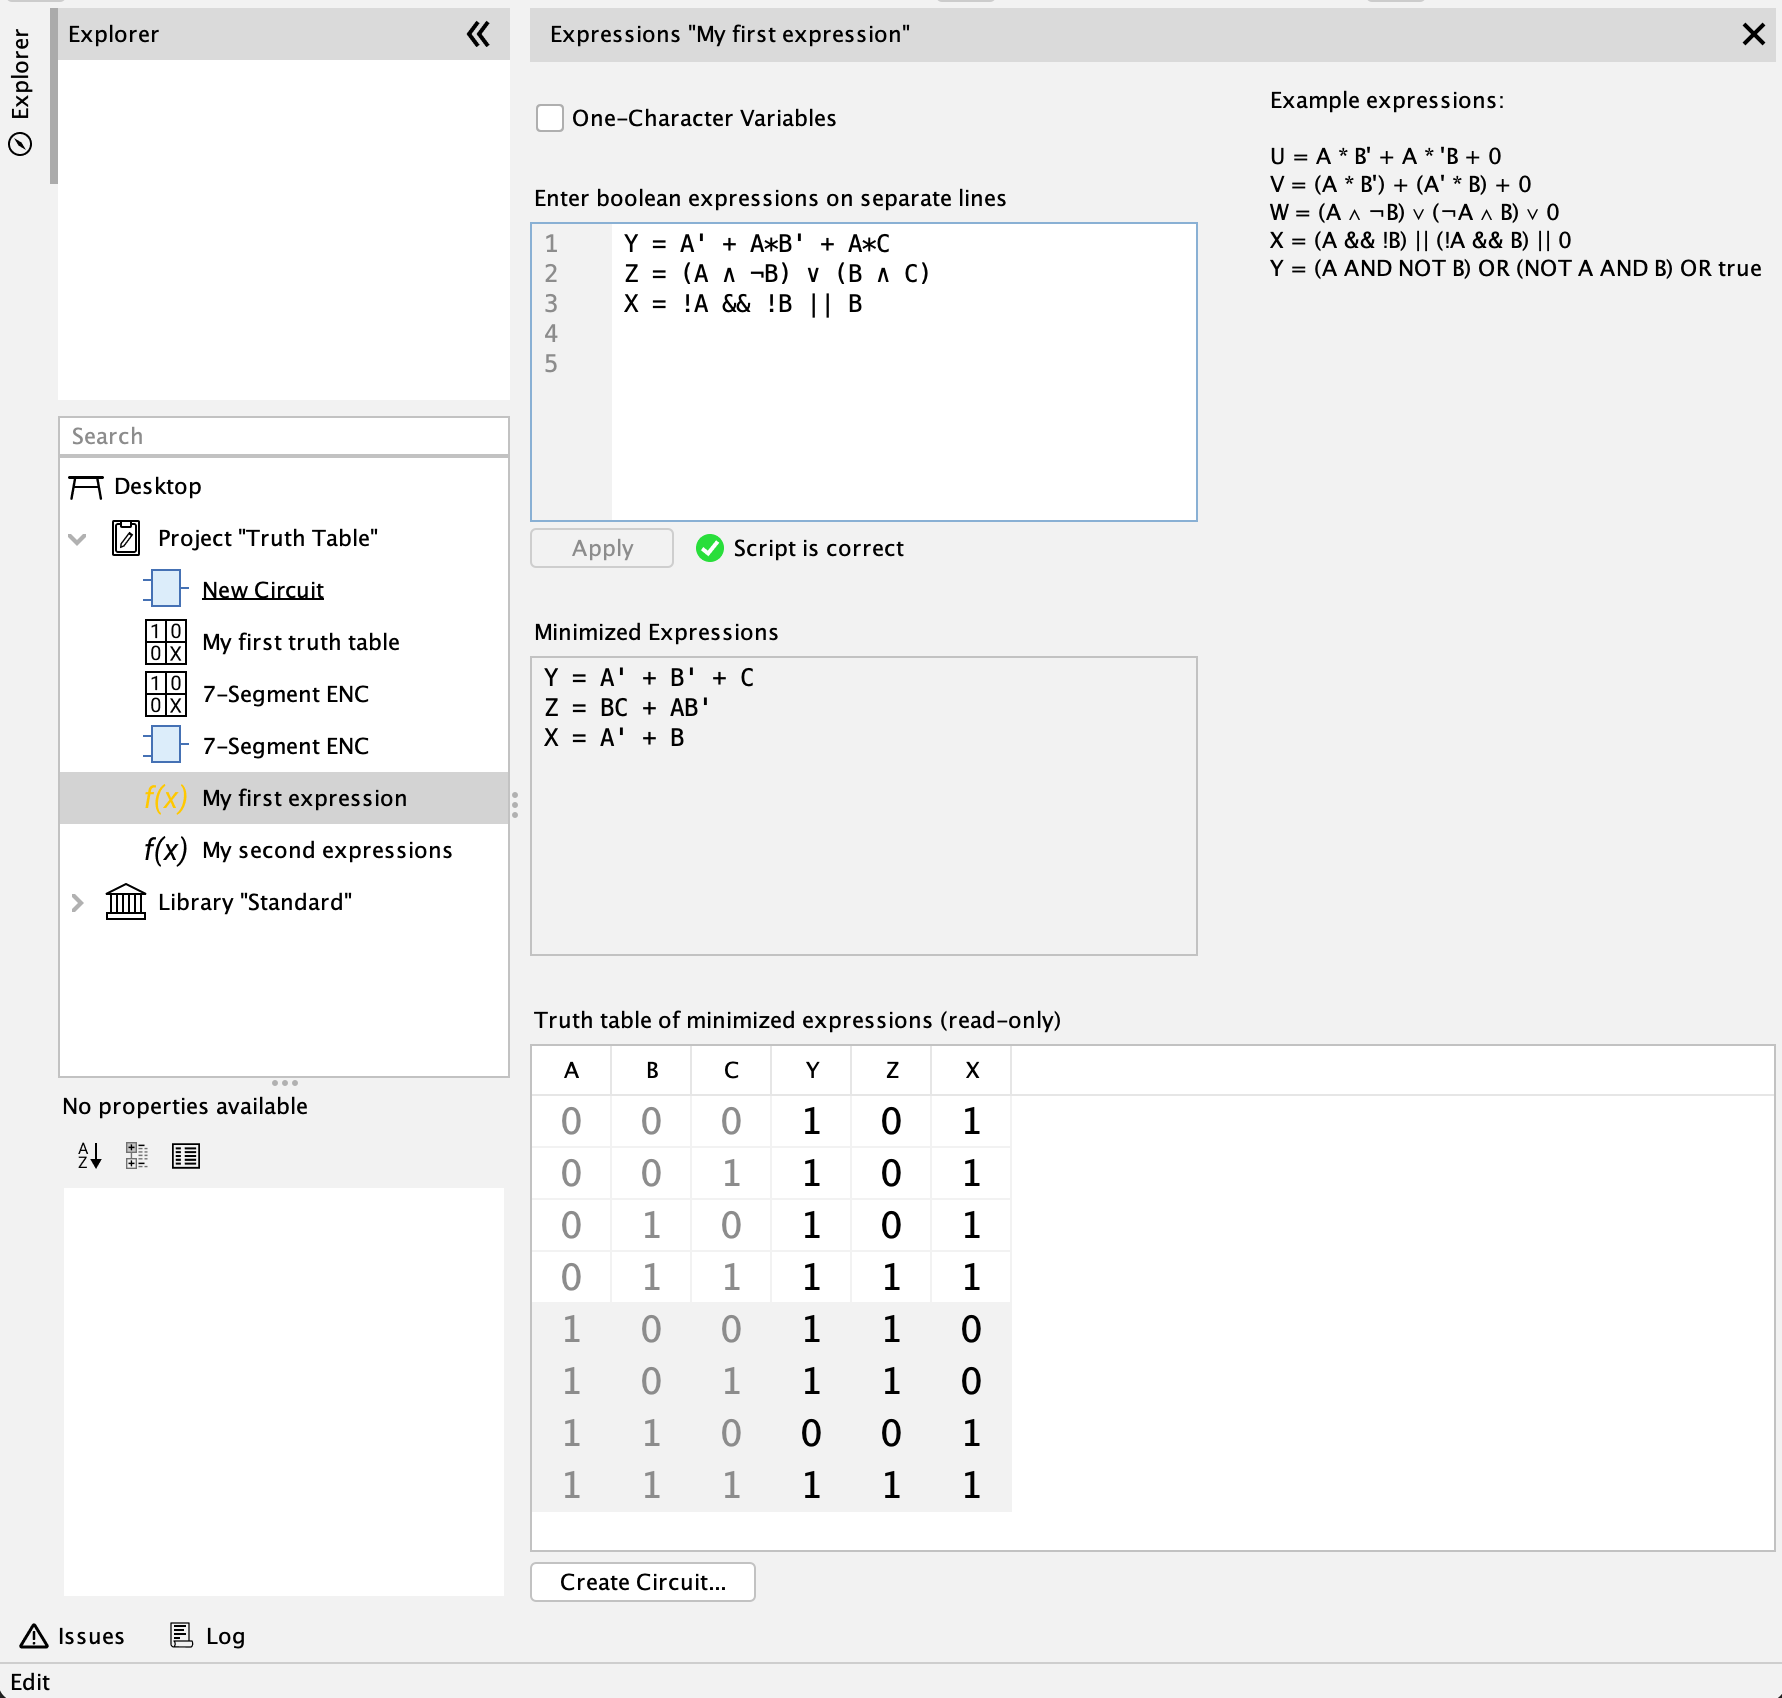 Explorer
Explorer
Search
Desktop
Project "Truth Table"
New Circuit
1 0
0 X
My first truth table
1 0
0 X
7-Segment ENC
7-Segment ENC
f(x) My first expression
f(x) My second expressions
Library "Standard"
No properties available
A
Z
Expressions "My first expression"
One-Character Variables
Enter boolean expressions on separate lines
1 Y = A' + A*B' + A*C
2 Z = (A ∧ ¬B) ∨ (B ∧ C)
3 X = !A && !B || B
4
5
Apply
Script is correct
Example expressions:
U = A * B' + A * 'B + 0
V = (A * B') + (A' * B) + 0
W = (A ∧ ¬B) ∨ (¬A ∧ B) ∨ 0
X = (A && !B) || (!A && B) || 0
Y = (A AND NOT B) OR (NOT A AND B) OR true
Minimized Expressions
Y = A' + B' + C
Z = BC + AB'
X = A' + B
Truth table of minimized expressions (read-only)
A B C Y Z X
0 0 0 1 0 1
0 0 1 1 0 1
0 1 0 1 0 1
0 1 1 1 1 1
1 0 0 1 1 0
1 0 1 1 1 0
1 1 0 0 0 1
1 1 1 1 1 1
Create Circuit...
Issues
Log
Edit